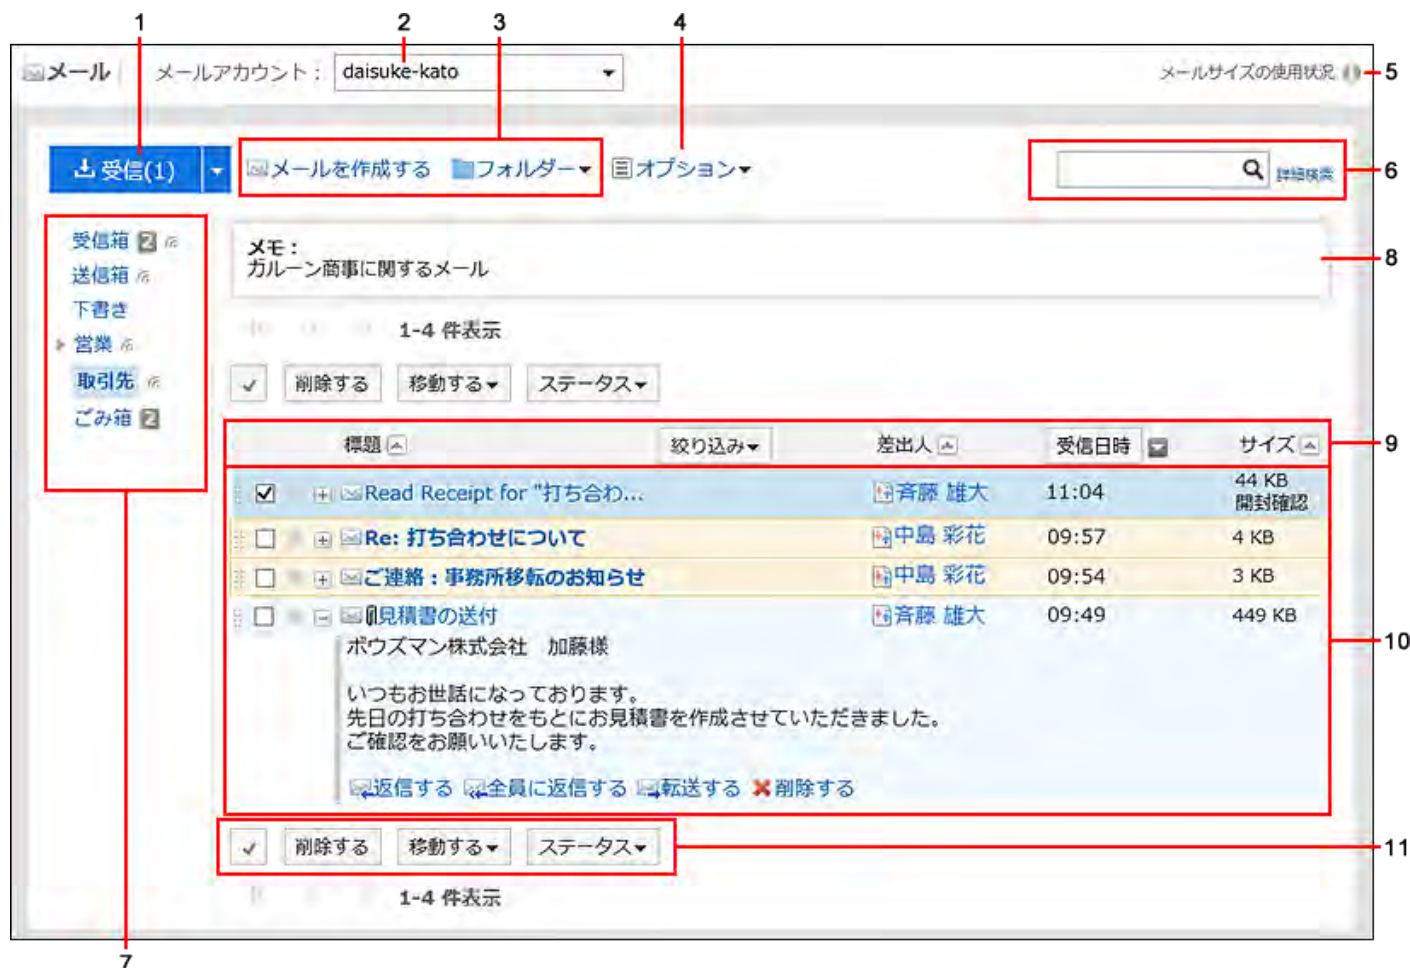 1 2 3 4
メール メールアカウント： daisuke-kato メールサイズの使用状況 5
受信(1) メールを作成する フォルダー オプション 詳細検索 6
受信箱 2
送信箱
下書き
営業
取引先
ごみ箱 2
7
メモ：
ガルーン商事に関するメール 8
1-4 件表示
削除する 移動する ステータス
標題 絞り込み 差出人 受信日時 サイズ 9
Read Receipt for "打ち合わ... 斉藤 雄大 11:04 44 KB
開封確認
Re: 打ち合わせについて 中島 彩花 09:57 4 KB
ご連絡：事務所移転のお知らせ 中島 彩花 09:54 3 KB
見積書の送付 斉藤 雄大 09:49 449 KB
ボウズマン株式会社　加藤様 10
いつもお世話になっております。
先日の打ち合わせをもとにお見積書を作成させていただきました。
ご確認をお願いいたします。
返信する 全員に返信する 転送する 削除する
削除する 移動する ステータス 11
1-4 件表示